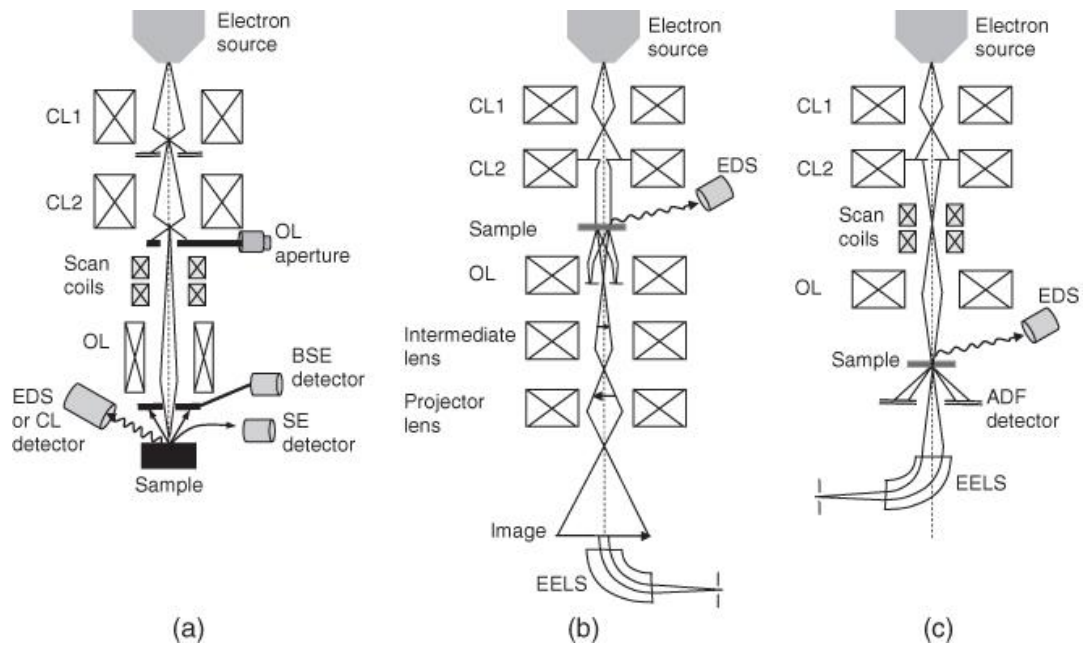 Electron
source
CL1
CL2
OL
aperture
Scan
coils
OL
BSE
detector
EDS
or CL
detector
SE
detector
Sample
(a)
Electron
source
CL1
CL2
EDS
Sample
OL
Intermediate
lens
Projector
lens
Image
EELS
(b)
Electron
source
CL1
CL2
Scan
coils
OL
EDS
Sample
ADF
detector
EELS
(c)